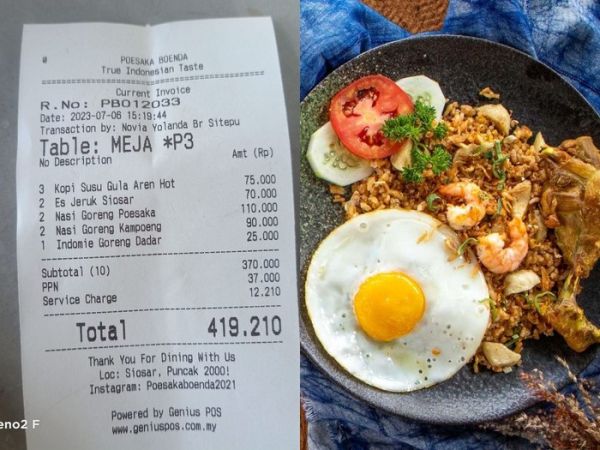 POESAKA BOENDA
True Indonesian Taste
Current Invoice
R.No: PB012033
Date: 2023-07-06 15:19:44
Transaction by: Novia Yolanda Br Sitepu
Table: MEJA *P3
No Description Amt (Rp)
3 Kopi Susu Gula Aren Hot 75.000
2 Es Jeruk Siosar 70.000
2 Nasi Goreng Poesaka 110.000
2 Nasi Goreng Kampoeng 90.000
1 Indomie Goreng Dadar 25.000
Subtotal (10) 370.000
PPN 37.000
Service Charge 12.210
Total 419.210
Thank You For Dining With Us
Loc: Siosar, Puncak 2000!
Instagram: Poesakaboenda2021
Powered by Genius POS
www.geniuspos.com.my
eno2 F